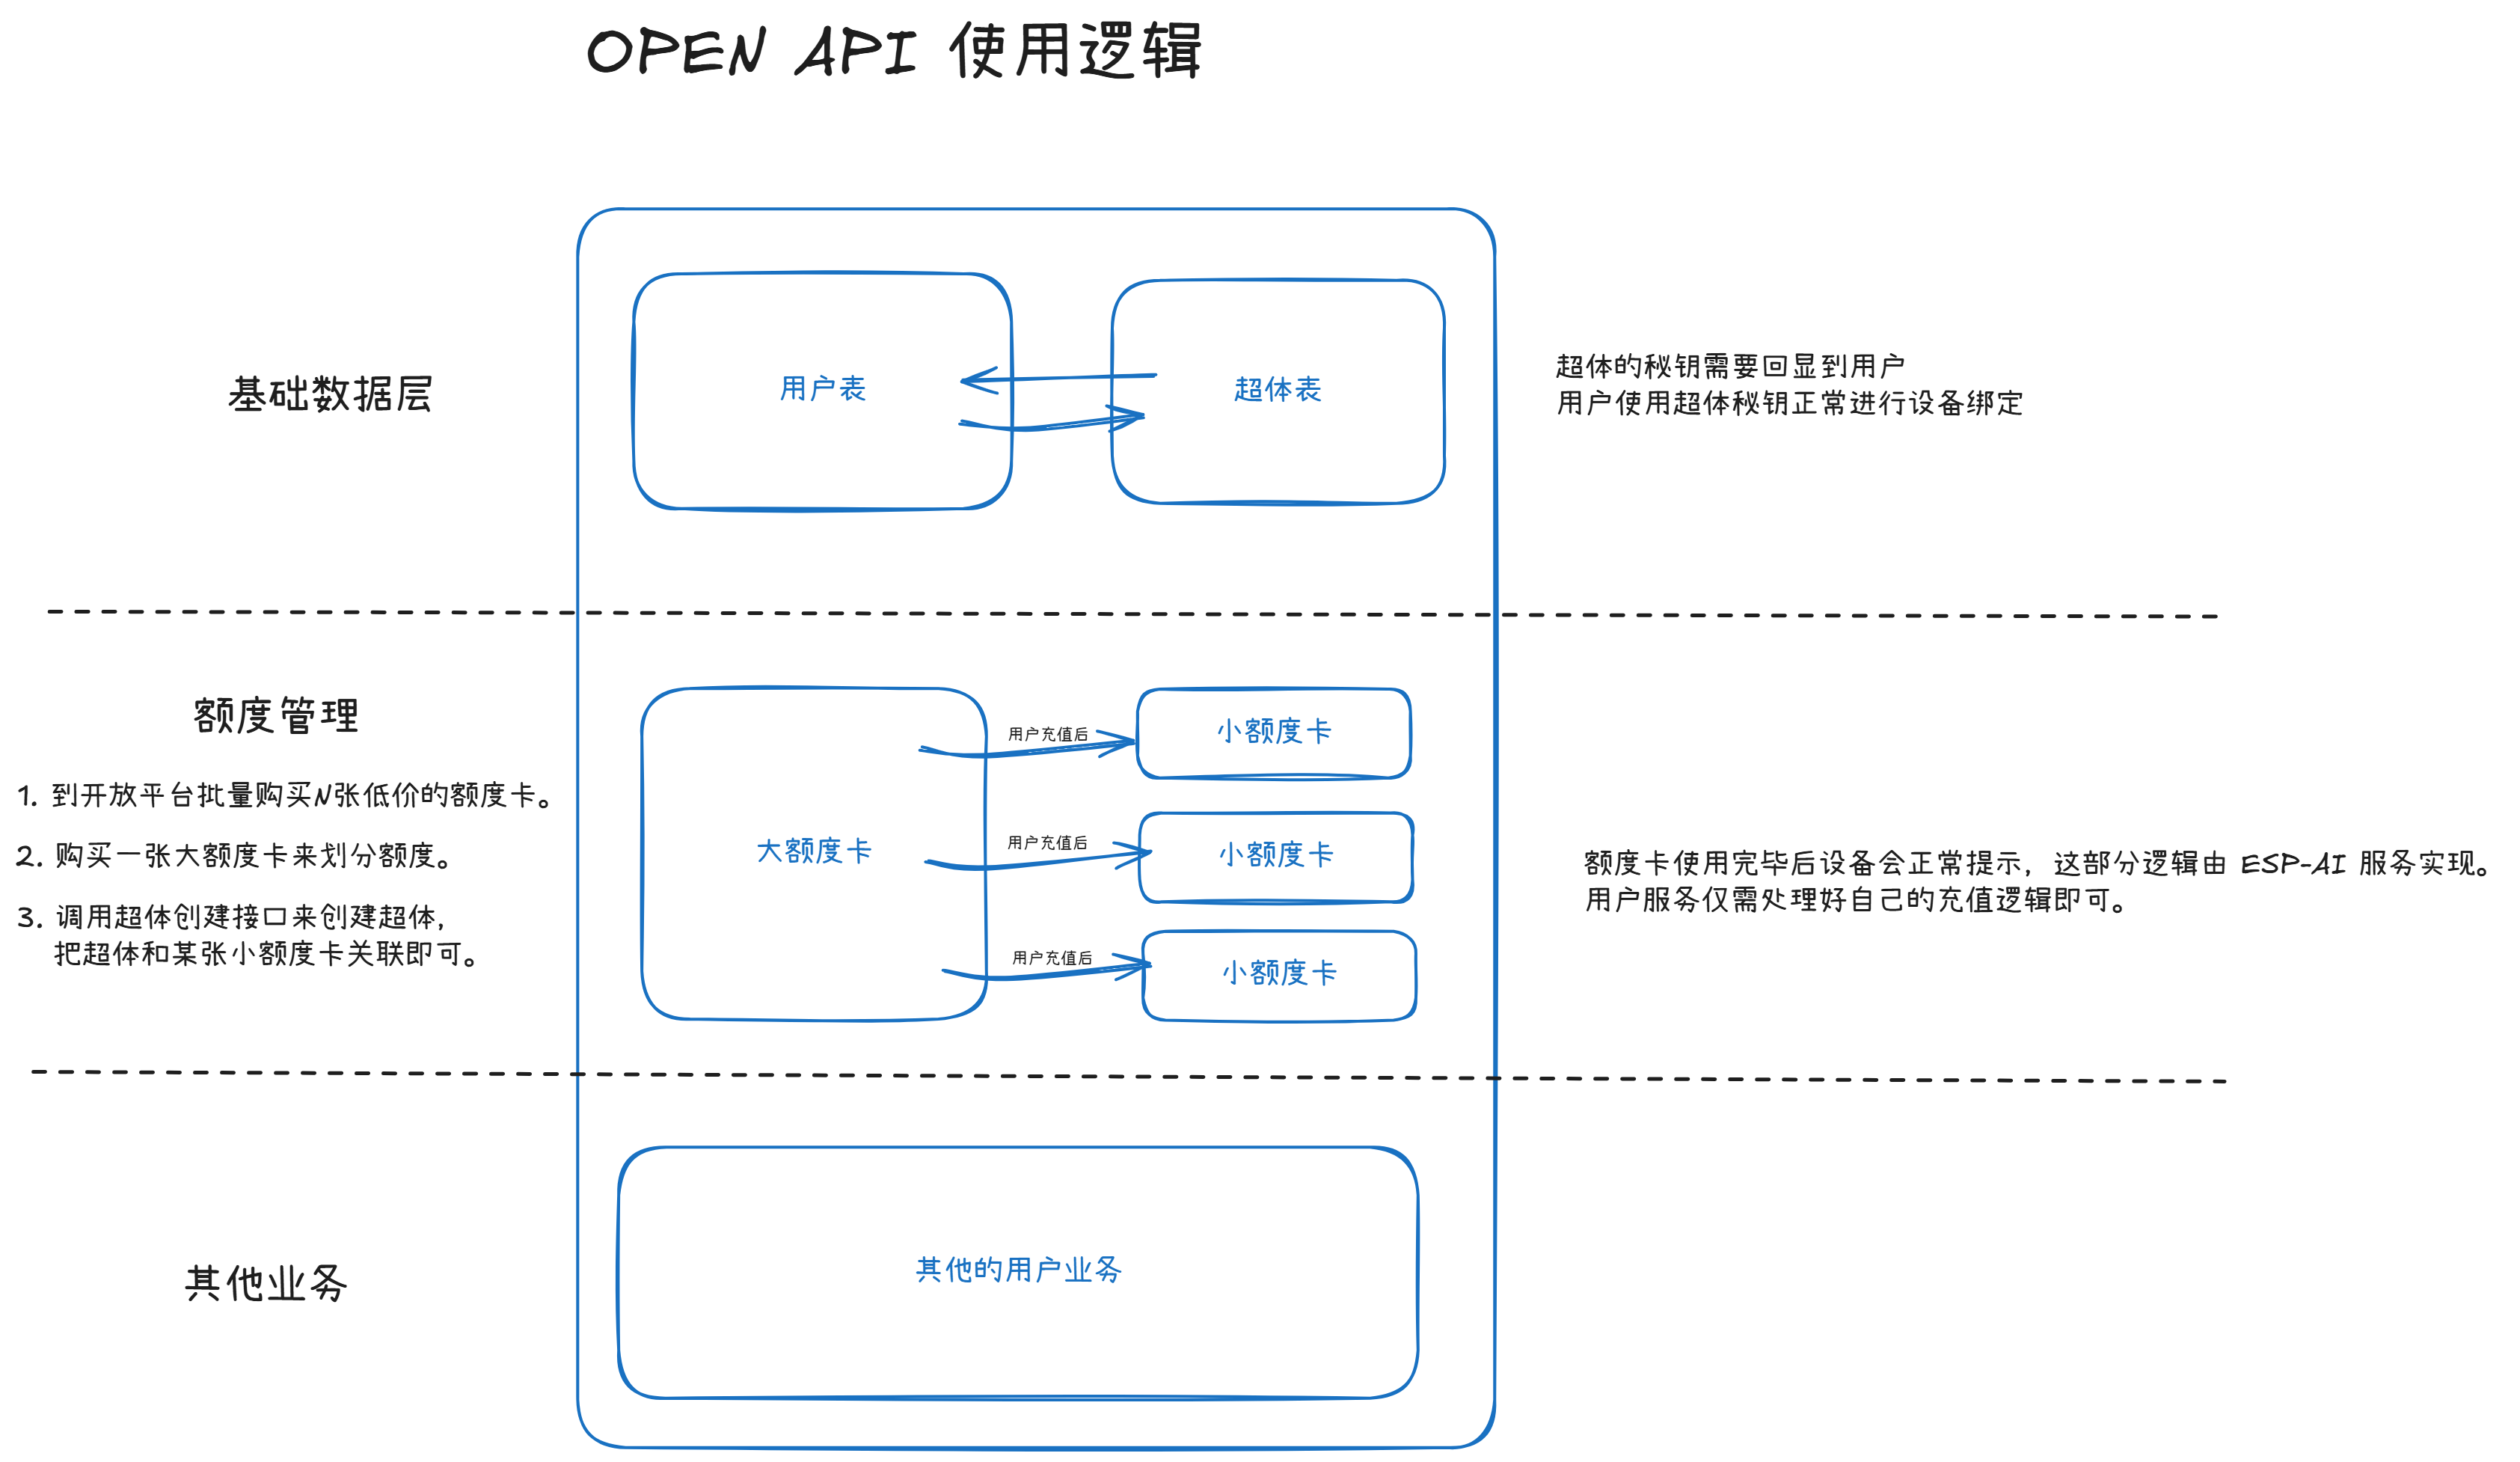 OPEN API 使用逻辑
基础数据层
用户表
超体表
超体的秘钥需要回显到用户
用户使用超体秘钥正常进行设备绑定
额度管理
1. 到开放平台批量购买N张低价的额度卡。
2. 购买一张大额度卡来划分额度。
3. 调用超体创建接口来创建超体，
把超体和某张小额度卡关联即可。
大额度卡
用户充值后
小额度卡
用户充值后
小额度卡
用户充值后
小额度卡
额度卡使用完毕后设备会正常提示，这部分逻辑由 ESP-AI 服务实现。
用户服务仅需处理好自己的充值逻辑即可。
其他业务
其他的用户业务